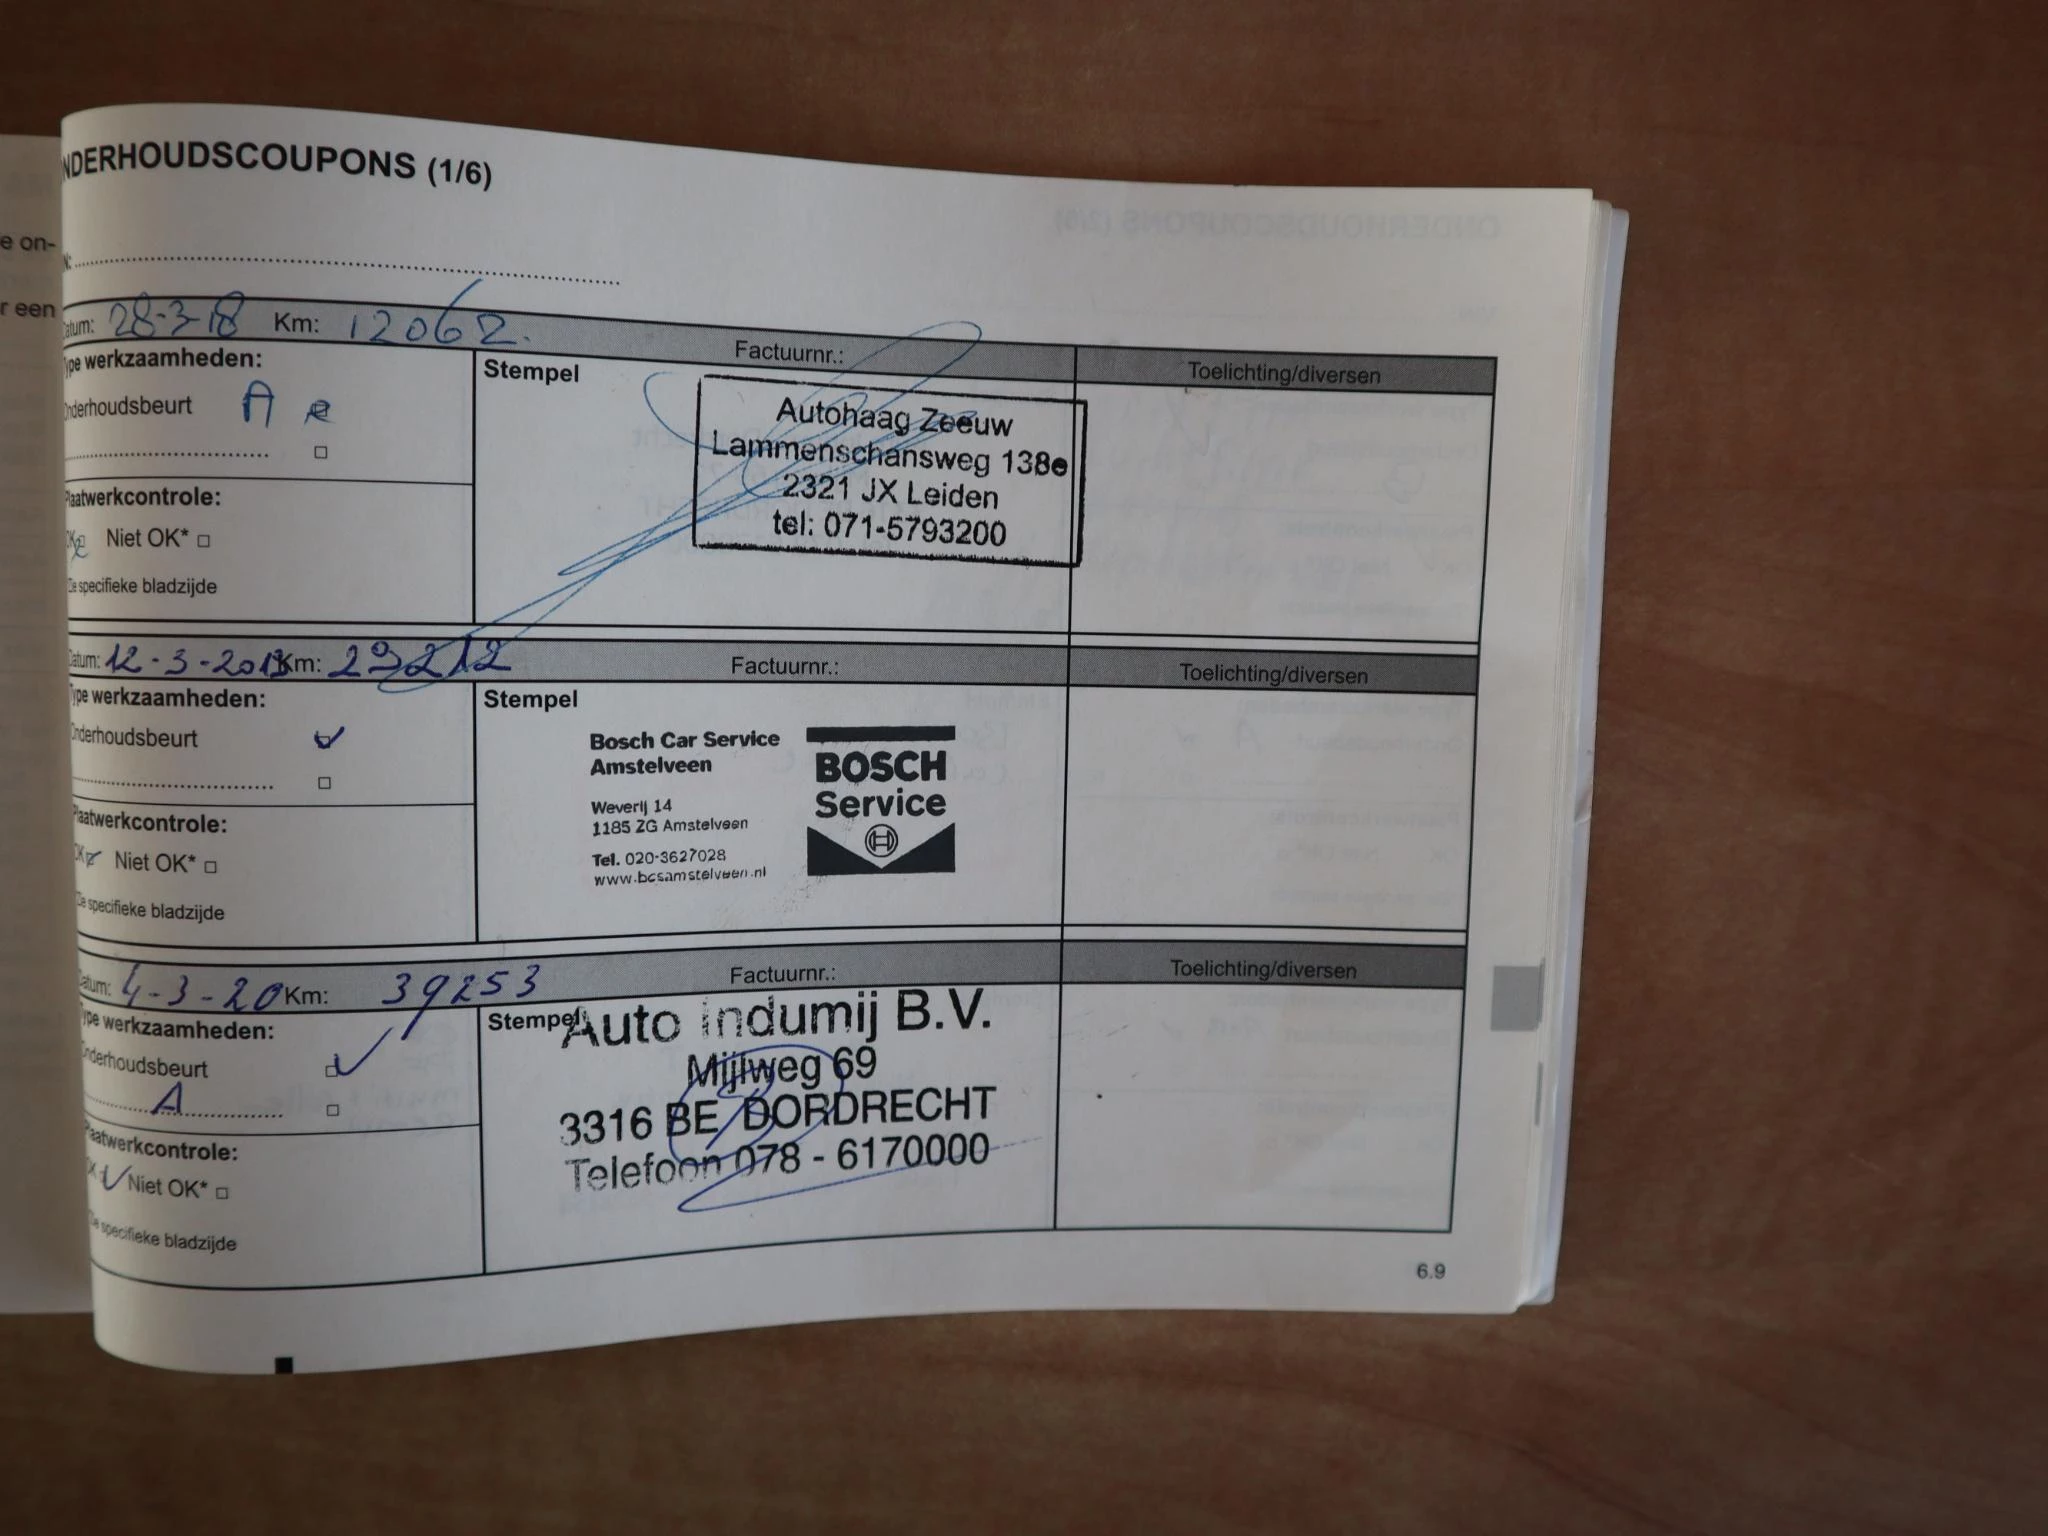 e on-
r een
NDERHOUDSCOUPONS (1/6)
N:
Datum: 28-3-18 Km: 12062. Factuurnr.: Toelichting/diversen
Type werkzaamheden:
Onderhoudsbeurt A
Stempel
Autohaag Zeeuw
Lammenschansweg 138e
2321 JX Leiden
tel: 071-5793200
Plaatwerkcontrole:
OK Niet OK*
*Zie specifieke bladzijde
Datum: 12-3-2019 Km: 29212 Factuurnr.: Toelichting/diversen
Type werkzaamheden:
Onderhoudsbeurt
Stempel
Bosch Car Service
Amstelveen
Weverij 14
1185 ZG Amstelveen
Tel. 020-3627028
www.bcsamstelveen.nl
BOSCH
Service
Plaatwerkcontrole:
OK Niet OK*
*Zie specifieke bladzijde
Datum: 4-3-20 Km: 39253 Factuurnr.: Toelichting/diversen
Type werkzaamheden:
Onderhoudsbeurt
A
Stempel
Auto Indumij B.V.
Mijlweg 69
3316 BE DORDRECHT
Telefoon 078 - 6170000
Plaatwerkcontrole:
OK Niet OK*
*Zie specifieke bladzijde
6.9